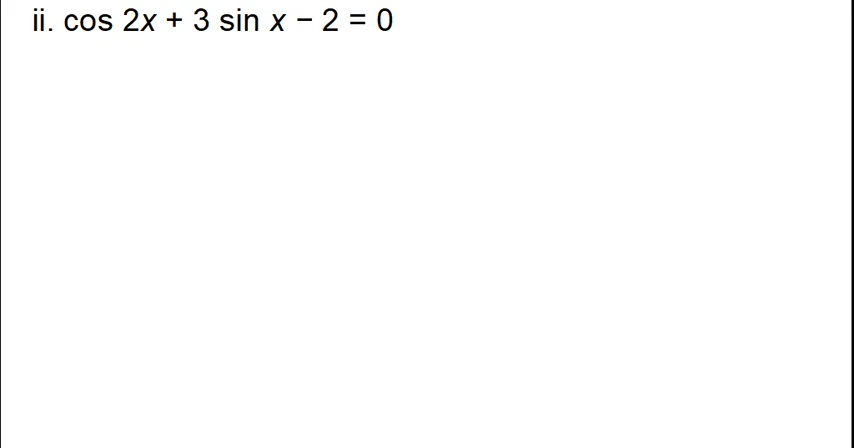 ii. cos 2x + 3 sin x − 2 = 0